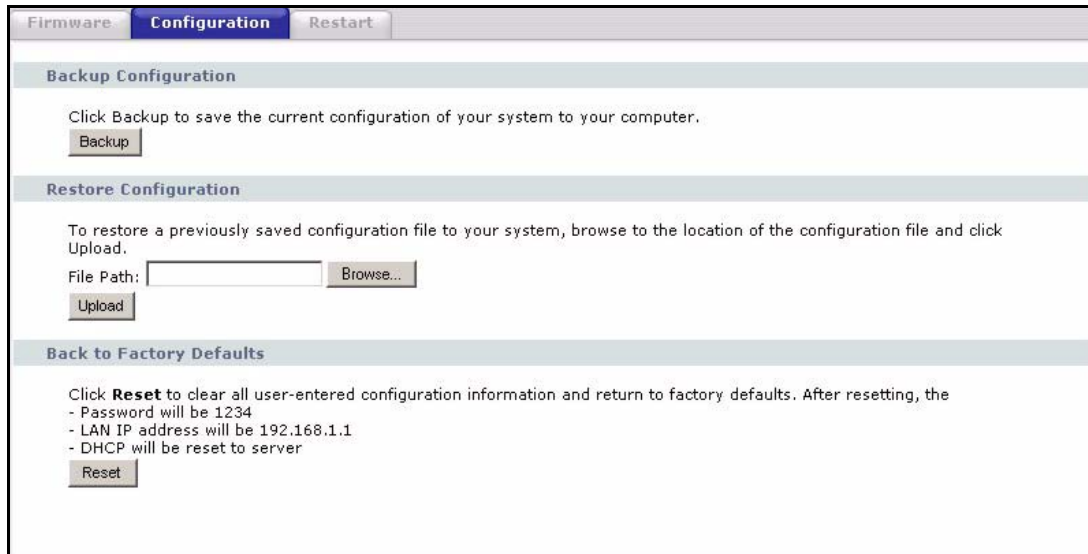 Firmware Configuration Restart
Backup Configuration
Click Backup to save the current configuration of your system to your computer.
Backup
Restore Configuration
To restore a previously saved configuration file to your system, browse to the location of the configuration file and click
Upload.
File Path: Browse...
Upload
Back to Factory Defaults
Click Reset to clear all user-entered configuration information and return to factory defaults. After resetting, the
- Password will be 1234
- LAN IP address will be 192.168.1.1
- DHCP will be reset to server
Reset